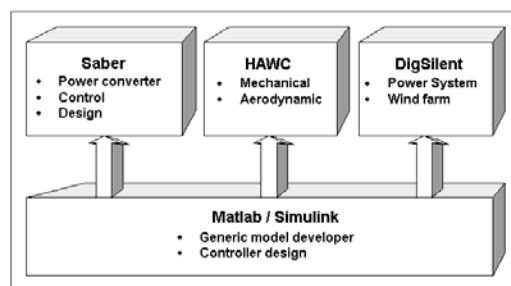 Saber
• Power converter
• Control
• Design
HAWC
• Mechanical
• Aerodynamic
DigSilent
• Power System
• Wind farm
Matlab / Simulink
• Generic model developer
• Controller design